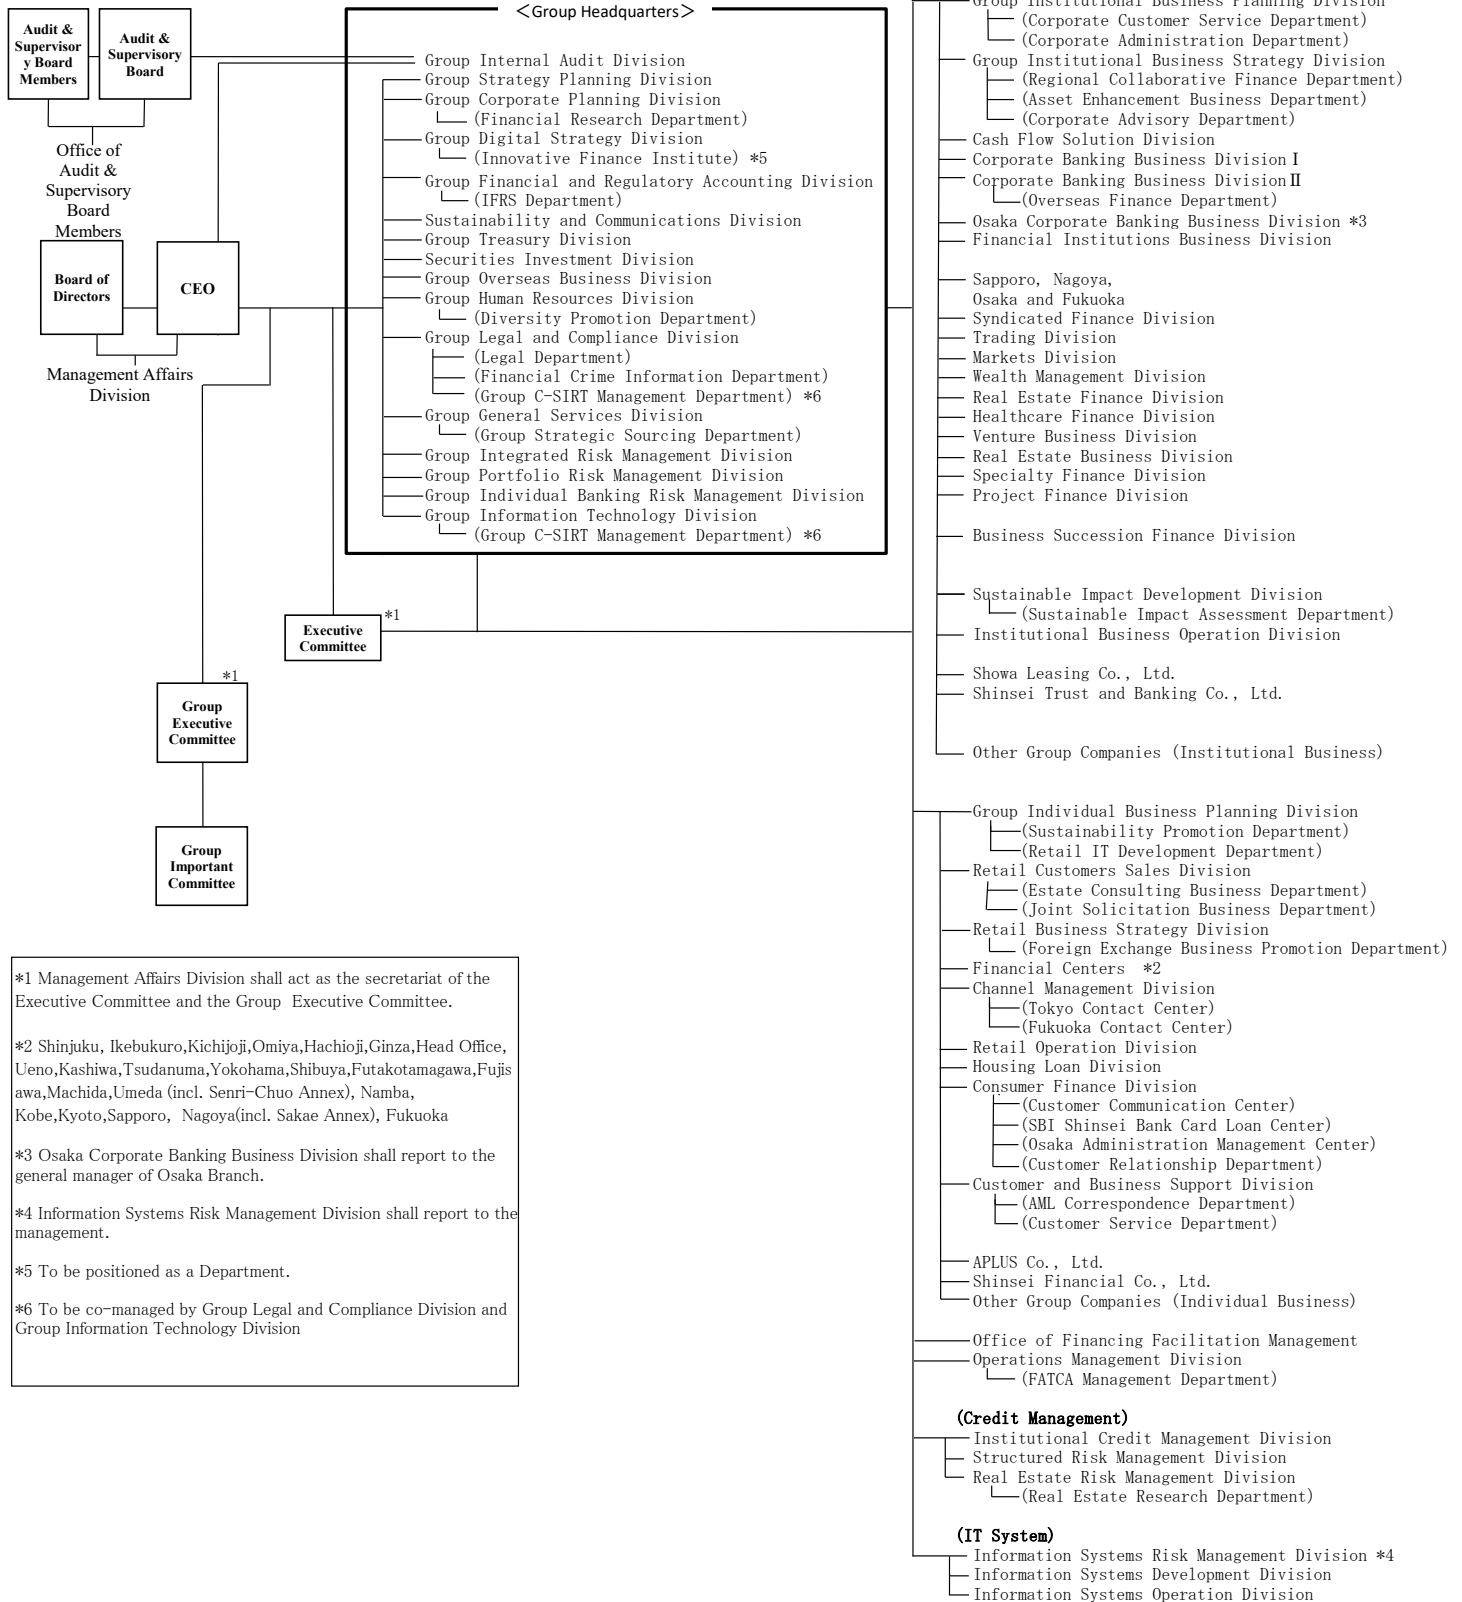 Audit &
Supervisor
y Board
Members
Audit &
Supervisory
Board
Office of
Audit &
Supervisory
Board
Members
Board of
Directors
CEO
Management Affairs
Division
<Group Headquarters>
Group Internal Audit Division
Group Strategy Planning Division
Group Corporate Planning Division
(Financial Research Department)
Group Digital Strategy Division
(Innovative Finance Institute) *5
Group Financial and Regulatory Accounting Division
(IFRS Department)
Sustainability and Communications Division
Group Treasury Division
Securities Investment Division
Group Overseas Business Division
Group Human Resources Division
(Diversity Promotion Department)
Group Legal and Compliance Division
(Legal Department)
(Financial Crime Information Department)
(Group C-SIRT Management Department) *6
Group General Services Division
(Group Strategic Sourcing Department)
Group Integrated Risk Management Division
Group Portfolio Risk Management Division
Group Individual Banking Risk Management Division
Group Information Technology Division
(Group C-SIRT Management Department) *6
*1
Executive
Committee
*1
Group
Executive
Committee
Group
Important
Committee
*1 Management Affairs Division shall act as the secretariat of the
Executive Committee and the Group  Executive Committee.
*2 Shinjuku, Ikebukuro,Kichijoji,Omiya,Hachioji,Ginza,Head Office,
Ueno,Kashiwa,Tsudanuma,Yokohama,Shibuya,Futakotamagawa,Fujis
awa,Machida,Umeda (incl. Senri-Chuo Annex), Namba,
Kobe,Kyoto,Sapporo,  Nagoya(incl. Sakae Annex), Fukuoka
*3 Osaka Corporate Banking Business Division shall report to the
general manager of Osaka Branch.
*4 Information Systems Risk Management Division shall report to the
management.
*5 To be positioned as a Department.
*6 To be co-managed by Group Legal and Compliance Division and
Group Information Technology Division
Group Institutional Business Planning Division
(Corporate Customer Service Department)
(Corporate Administration Department)
Group Institutional Business Strategy Division
(Regional Collaborative Finance Department)
(Asset Enhancement Business Department)
(Corporate Advisory Department)
Cash Flow Solution Division
Corporate Banking Business Division Ⅰ
Corporate Banking Business Division Ⅱ
(Overseas Finance Department)
Osaka Corporate Banking Business Division *3
Financial Institutions Business Division
Sapporo, Nagoya,
Osaka and Fukuoka
Syndicated Finance Division
Trading Division
Markets Division
Wealth Management Division
Real Estate Finance Division
Healthcare Finance Division
Venture Business Division
Real Estate Business Division
Specialty Finance Division
Project Finance Division
Business Succession Finance Division
Sustainable Impact Development Division
(Sustainable Impact Assessment Department)
Institutional Business Operation Division
Showa Leasing Co., Ltd.
Shinsei Trust and Banking Co., Ltd.
Other Group Companies (Institutional Business)
Group Individual Business Planning Division
(Sustainability Promotion Department)
(Retail IT Development Department)
Retail Customers Sales Division
(Estate Consulting Business Department)
(Joint Solicitation Business Department)
Retail Business Strategy Division
(Foreign Exchange Business Promotion Department)
Financial Centers  *2
Channel Management Division
(Tokyo Contact Center)
(Fukuoka Contact Center)
Retail Operation Division
Housing Loan Division
Consumer Finance Division
(Customer Communication Center)
(SBI Shinsei Bank Card Loan Center)
(Osaka Administration Management Center)
(Customer Relationship Department)
Customer and Business Support Division
(AML Correspondence Department)
(Customer Service Department)
APLUS Co., Ltd.
Shinsei Financial Co., Ltd.
Other Group Companies (Individual Business)
Office of Financing Facilitation Management
Operations Management Division
(FATCA Management Department)
(Credit Management)
Institutional Credit Management Division
Structured Risk Management Division
Real Estate Risk Management Division
(Real Estate Research Department)
(IT System)
Information Systems Risk Management Division *4
Information Systems Development Division
Information Systems Operation Division